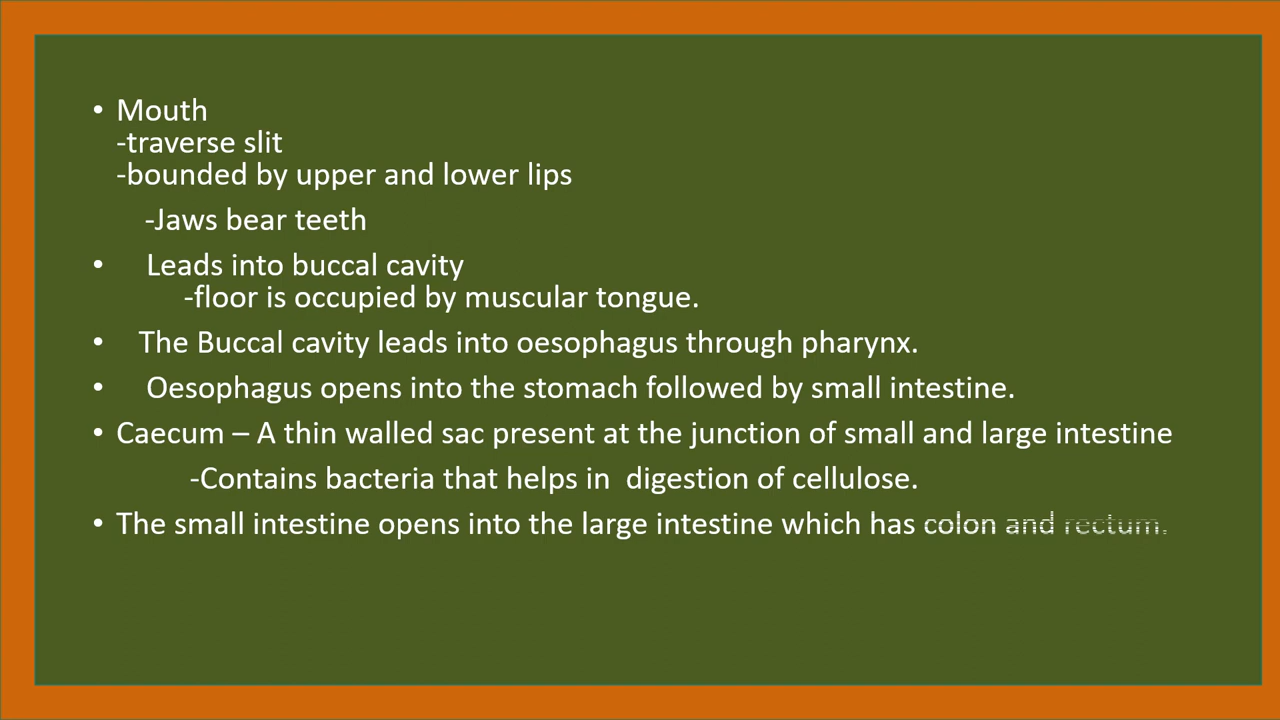 • Mouth
-traverse slit
-bounded by upper and lower lips
-Jaws bear teeth
• Leads into buccal cavity
-floor is occupied by muscular tongue.
• The Buccal cavity leads into oesophagus through pharynx.
• Oesophagus opens into the stomach followed by small intestine.
• Caecum – A thin walled sac present at the junction of small and large intestine
-Contains bacteria that helps in  digestion of cellulose.
• The small intestine opens into the large intestine which has colon and rectum.